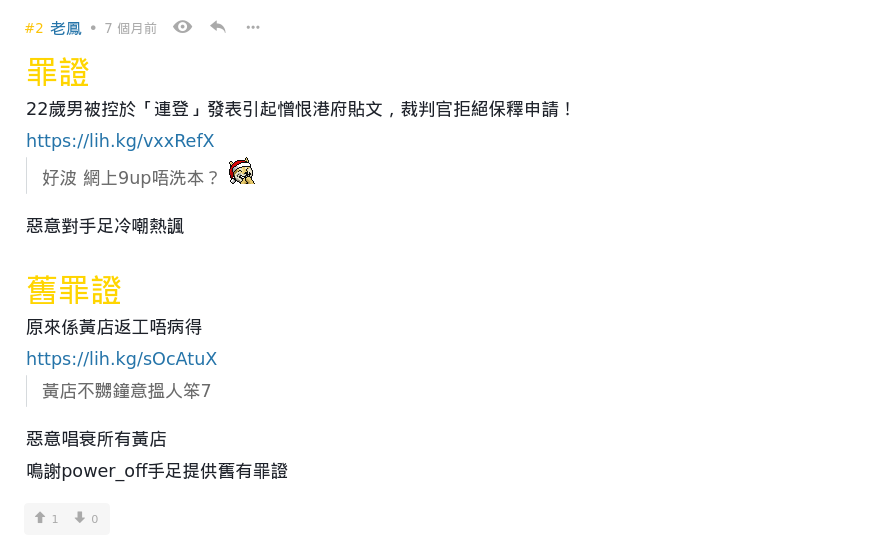 #2 老鳳 • 7 個月前
罪證
22歲男被控於「連登」發表引起憎恨港府貼文，裁判官拒絕保釋申請！
https://lih.kg/vxxRefX
好波 網上9up唔洗本？
惡意對手足冷嘲熱諷
舊罪證
原來係黃店返工唔病得
https://lih.kg/sOcAtuX
黃店不嬲鐘意搵人笨7
惡意唱衰所有黃店
鳴謝power_off手足提供舊有罪證
1 0